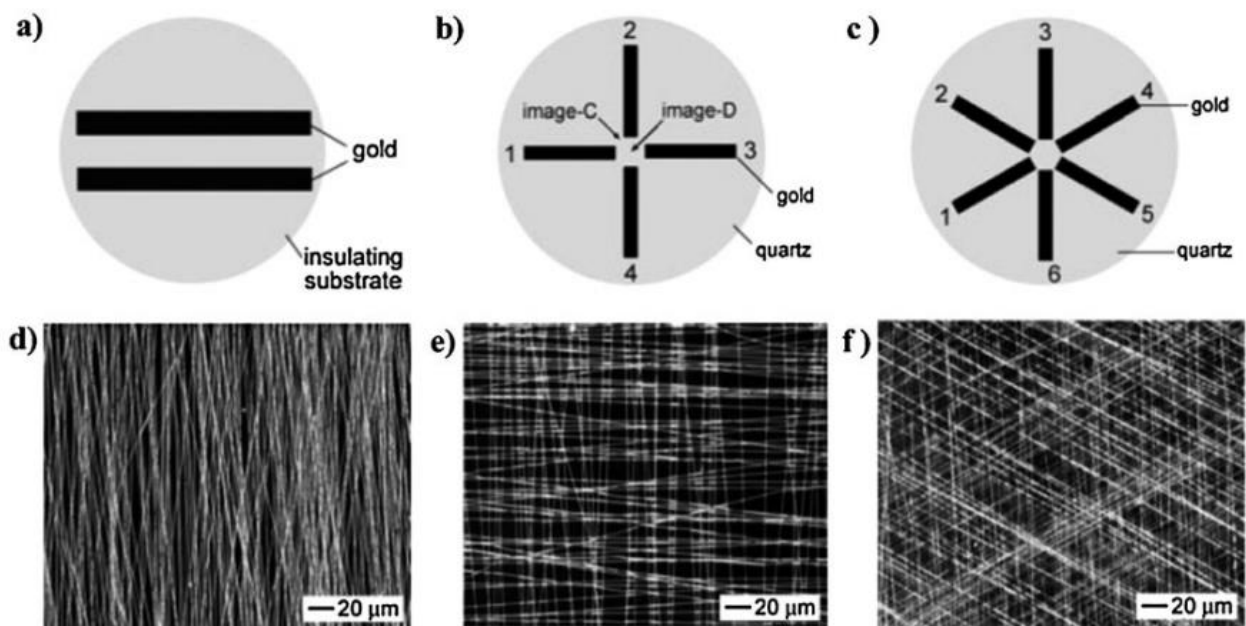 a)
gold
insulating
substrate
b)
2
image-C
image-D
1
3
gold
quartz
4
c )
3
2
4
gold
1
5
quartz
6
d)
20 µm
e)
20 µm
f )
20 µm